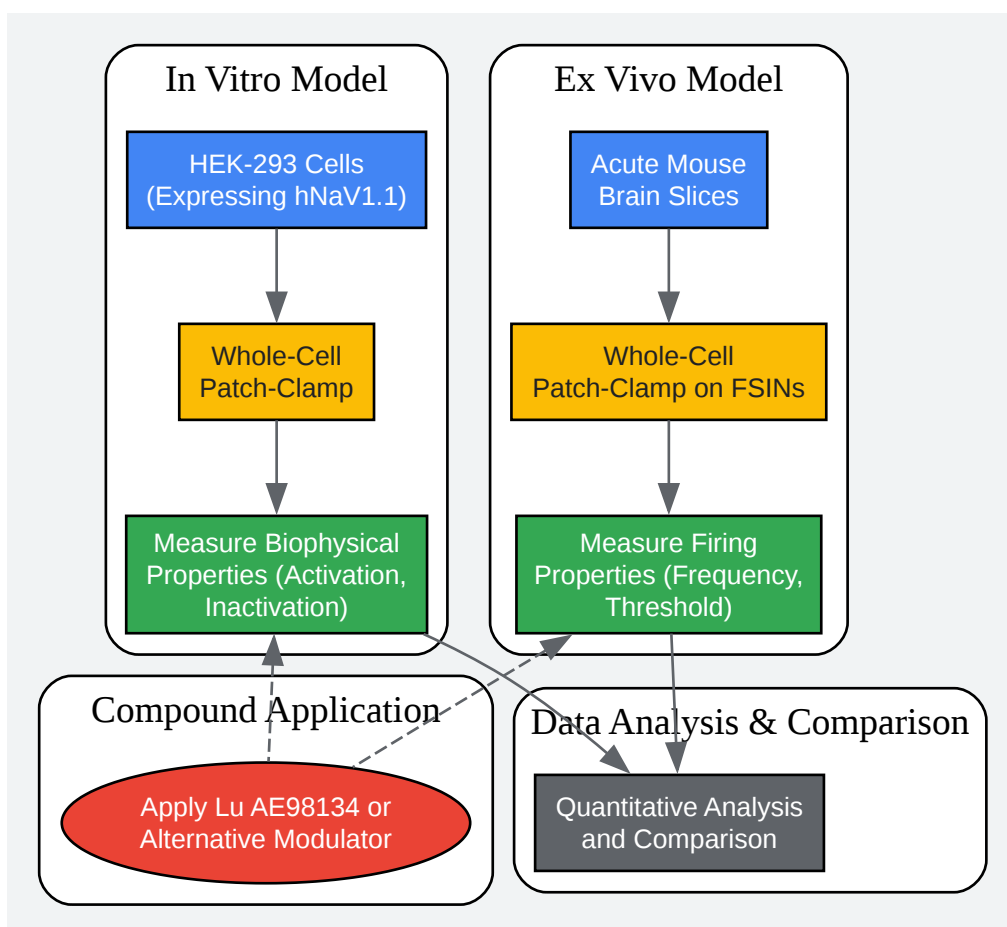 In Vitro Model
HEK-293 Cells
(Expressing hNaV1.1)
Whole-Cell
Patch-Clamp
Measure Biophysical
Properties (Activation,
Inactivation)
Ex Vivo Model
Acute Mouse
Brain Slices
Whole-Cell
Patch-Clamp on FSINs
Measure Firing
Properties (Frequency,
Threshold)
Compound Application
Apply Lu AE98134 or
Alternative Modulator
Data Analysis & Comparison
Quantitative Analysis
and Comparison